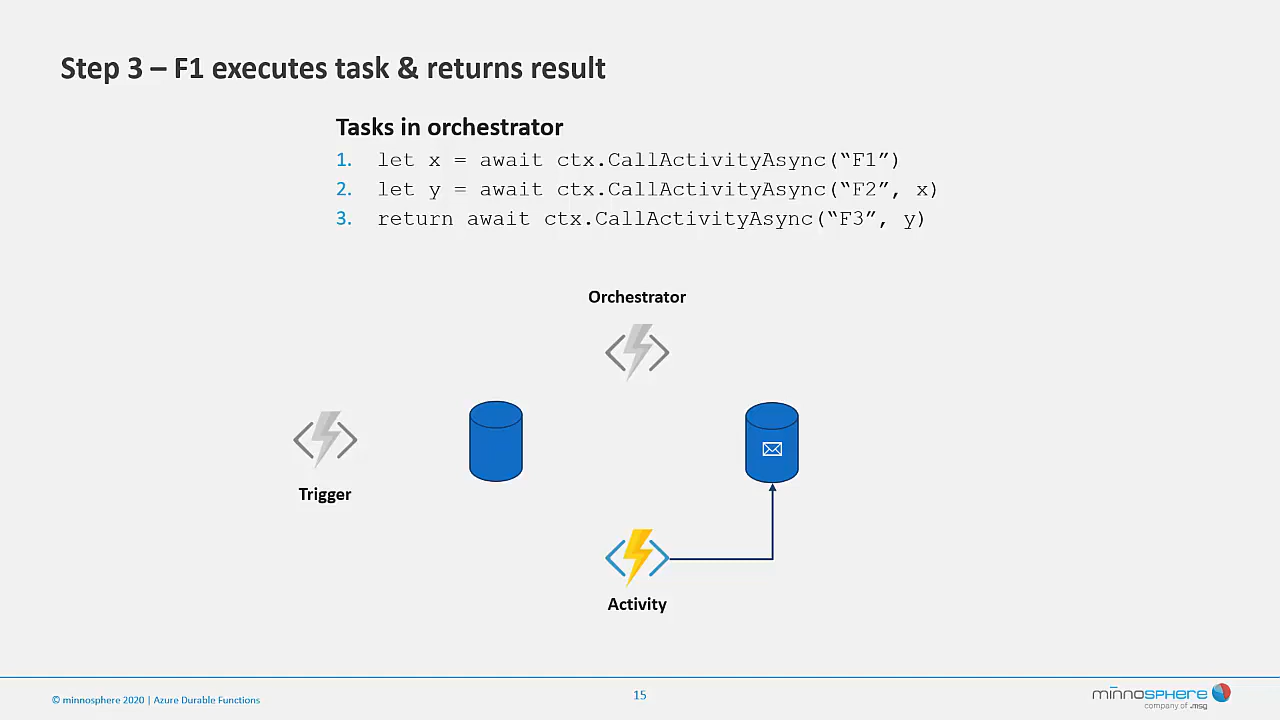 Step 3 – F1 executes task & returns result
Tasks in orchestrator
1. let x = await ctx.CallActivityAsync(“F1”)
2. let y = await ctx.CallActivityAsync(“F2”, x)
3. return await ctx.CallActivityAsync(“F3”, y)
Orchestrator
Trigger
Activity
© minnosphere 2020 | Azure Durable Functions
15
minnosphere
company of .msg